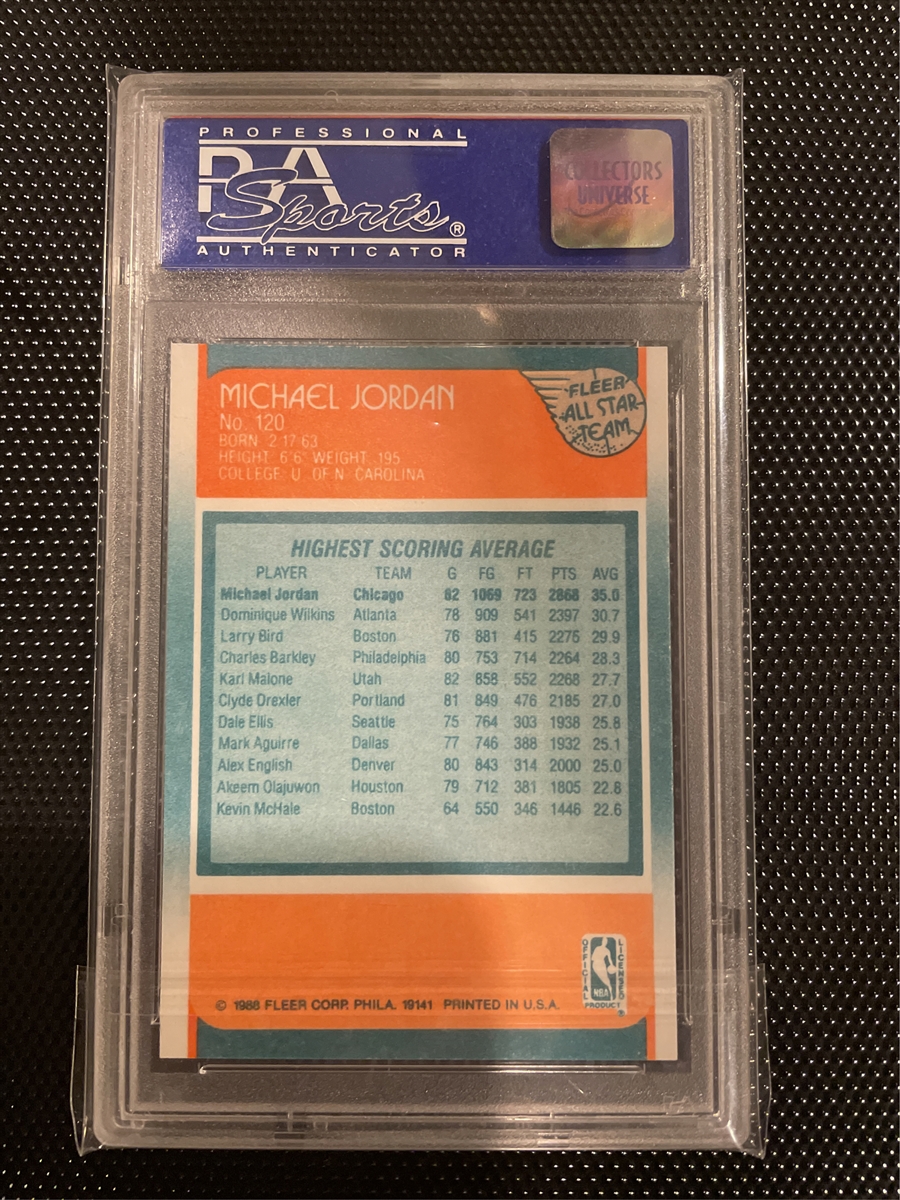 PROFESSIONAL
PSA
Sports®
AUTHENTICATOR
COLLECTORS
UNIVERSE
MICHAEL JORDAN
No. 120
BORN 2 17 63
HEIGHT 6'6" WEIGHT 195
COLLEGE U OF N CAROLINA
FLEER
ALL STAR
TEAM
HIGHEST SCORING AVERAGE
PLAYER TEAM G FG FT PTS AVG
Michael Jordan Chicago 82 1069 723 2868 35.0
Dominique Wilkins Atlanta 78 909 541 2397 30.7
Larry Bird Boston 76 881 415 2275 29.9
Charles Barkley Philadelphia 80 753 714 2264 28.3
Karl Malone Utah 82 858 552 2268 27.7
Clyde Drexler Portland 81 849 476 2185 27.0
Dale Ellis Seattle 75 764 303 1938 25.8
Mark Aguirre Dallas 77 746 388 1932 25.1
Alex English Denver 80 843 314 2000 25.0
Akeem Olajuwon Houston 79 712 381 1805 22.8
Kevin McHale Boston 64 550 346 1446 22.6
OFFICIAL
LICENSED
NBA
PRODUCT
®
© 1988 FLEER CORP. PHILA. 19141 PRINTED IN U.S.A.